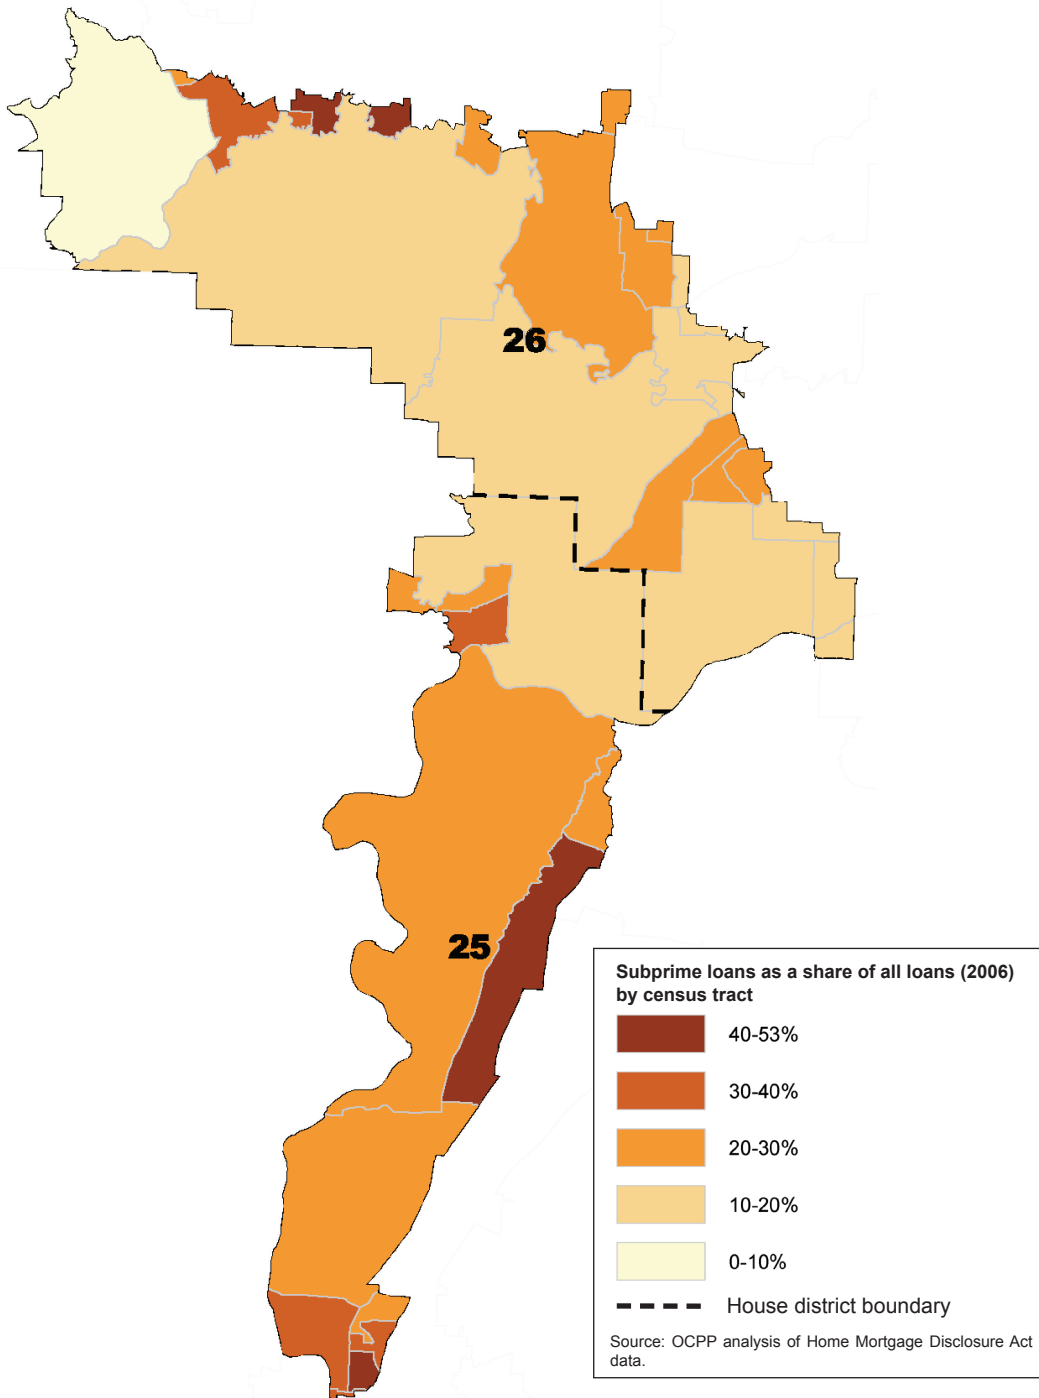 26
25
Subprime loans as a share of all loans (2006)
by census tract
40-53%
30-40%
20-30%
10-20%
0-10%
House district boundary
Source: OCPP analysis of Home Mortgage Disclosure Act
data.